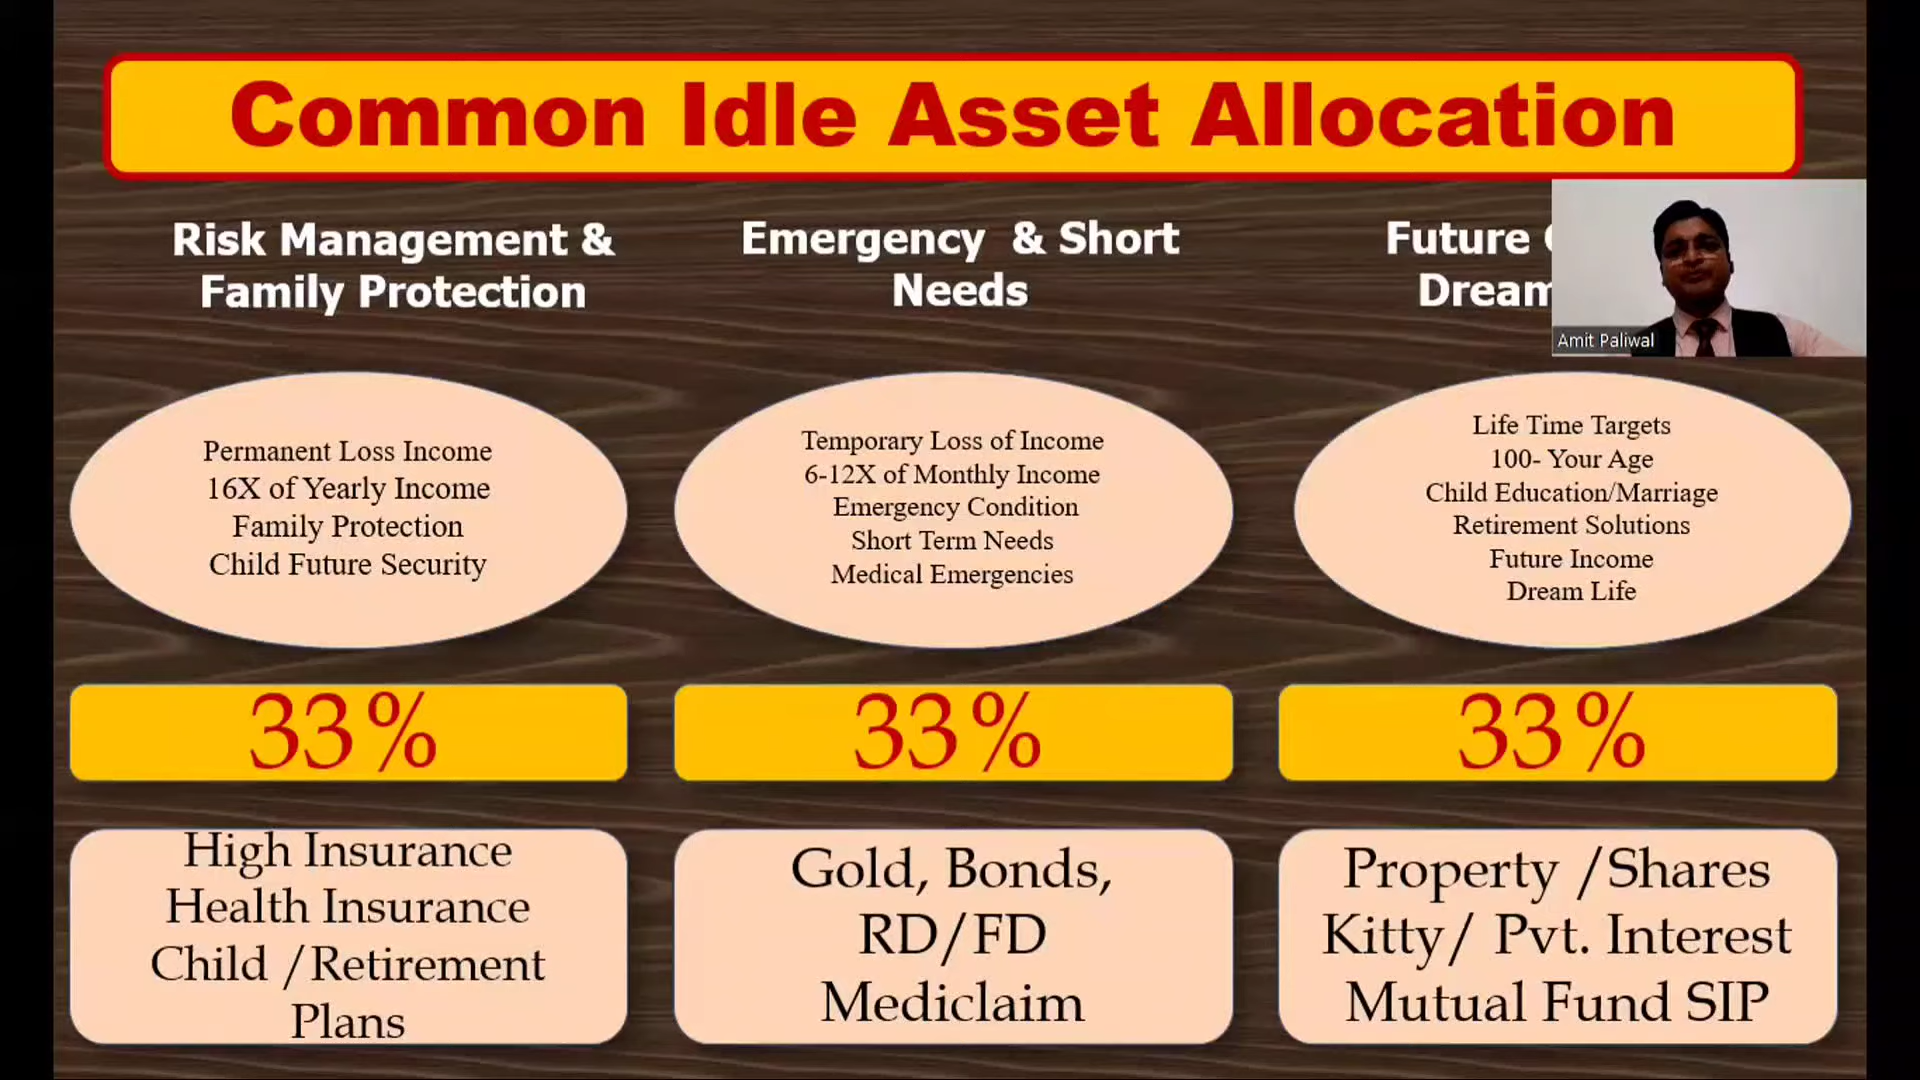 Common Idle Asset Allocation
Risk Management &
Family Protection
Emergency & Short
Needs
Future
Dream
Amit Paliwal
Permanent Loss Income
16X of Yearly Income
Family Protection
Child Future Security
Temporary Loss of Income
6-12X of Monthly Income
Emergency Condition
Short Term Needs
Medical Emergencies
Life Time Targets
100- Your Age
Child Education/Marriage
Retirement Solutions
Future Income
Dream Life
33%
33%
33%
High Insurance
Health Insurance
Child /Retirement
Plans
Gold, Bonds,
RD/FD
Mediclaim
Property /Shares
Kitty/ Pvt. Interest
Mutual Fund SIP